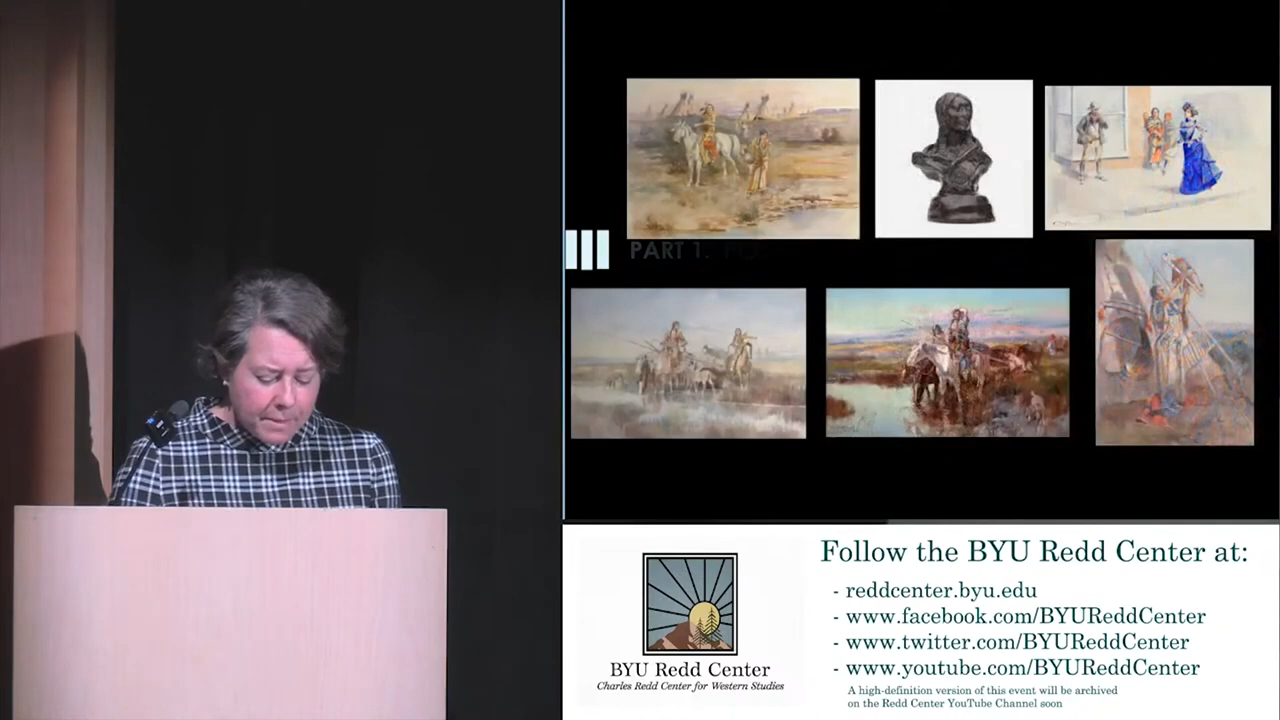 PART 1.
Follow the BYU Redd Center at:
- reddcenter.byu.edu
- www.facebook.com/BYUReddCenter
- www.twitter.com/BYUReddCenter
- www.youtube.com/BYUReddCenter
A high-definition version of this event will be archived
on the Redd Center YouTube Channel soon
BYU Redd Center
Charles Redd Center for Western Studies